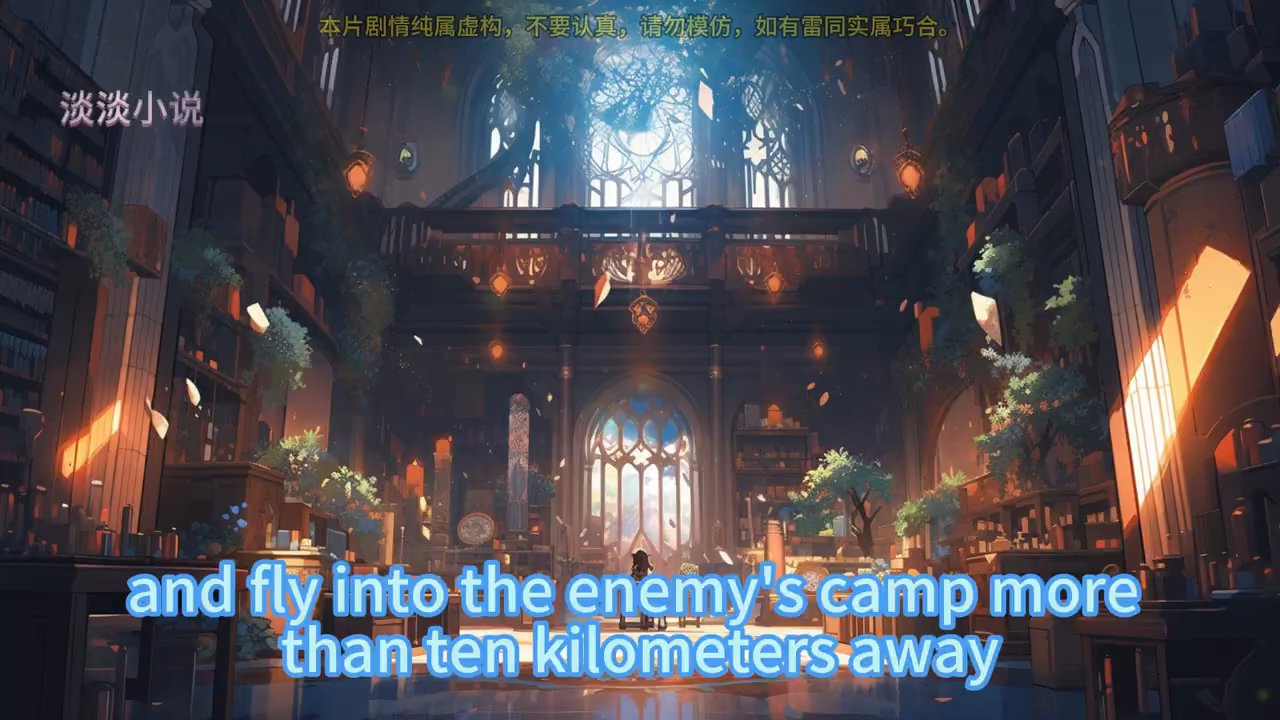 本片剧情纯属虚构，不要认真，请勿模仿，如有雷同实属巧合。
淡淡小说
and fly into the enemy's camp more
than ten kilometers away